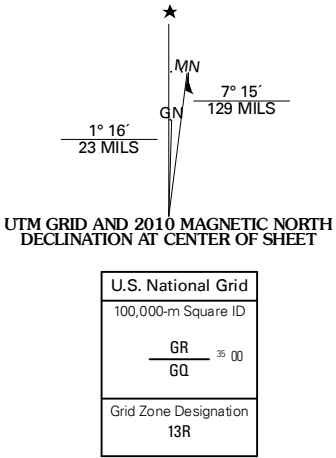 ★
MN
7° 15´
129 MILS
GN
1° 16´
23 MILS
UTM GRID AND 2010 MAGNETIC NORTH
DECLINATION AT CENTER OF SHEET
U.S. National Grid
100,000-m Square ID
GR
³⁵ 00
GQ
Grid Zone Designation
13R